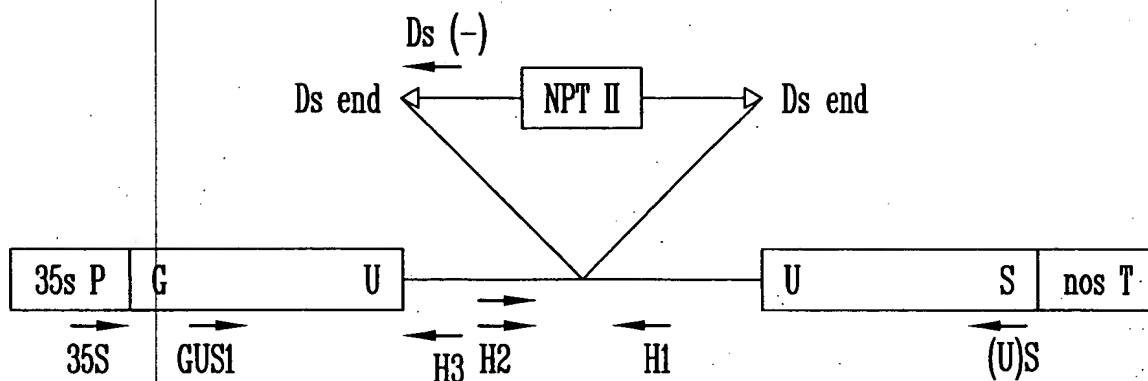 Ds (-)
Ds end NPT II Ds end
35s P G U U S nos T
35S GUS1 H3 H2 H1 (U)S